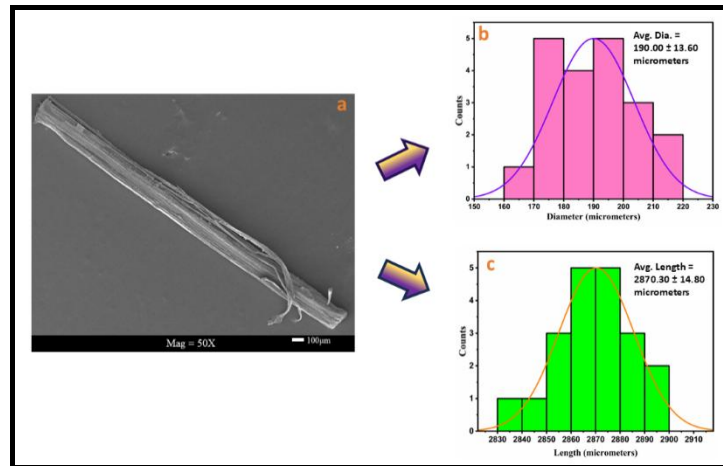 a
Mag = 50X
100µm
b
Avg. Dia. =
190.00 ± 13.60
micrometers
Counts
5
4
3
2
1
0
150 160 170 180 190 200 210 220 230
Diameter (micrometers)
c
Avg. Length =
2870.30 ± 14.80
micrometers
Counts
5
4
3
2
1
0
2830 2840 2850 2860 2870 2880 2890 2900 2910
Length (micrometers)